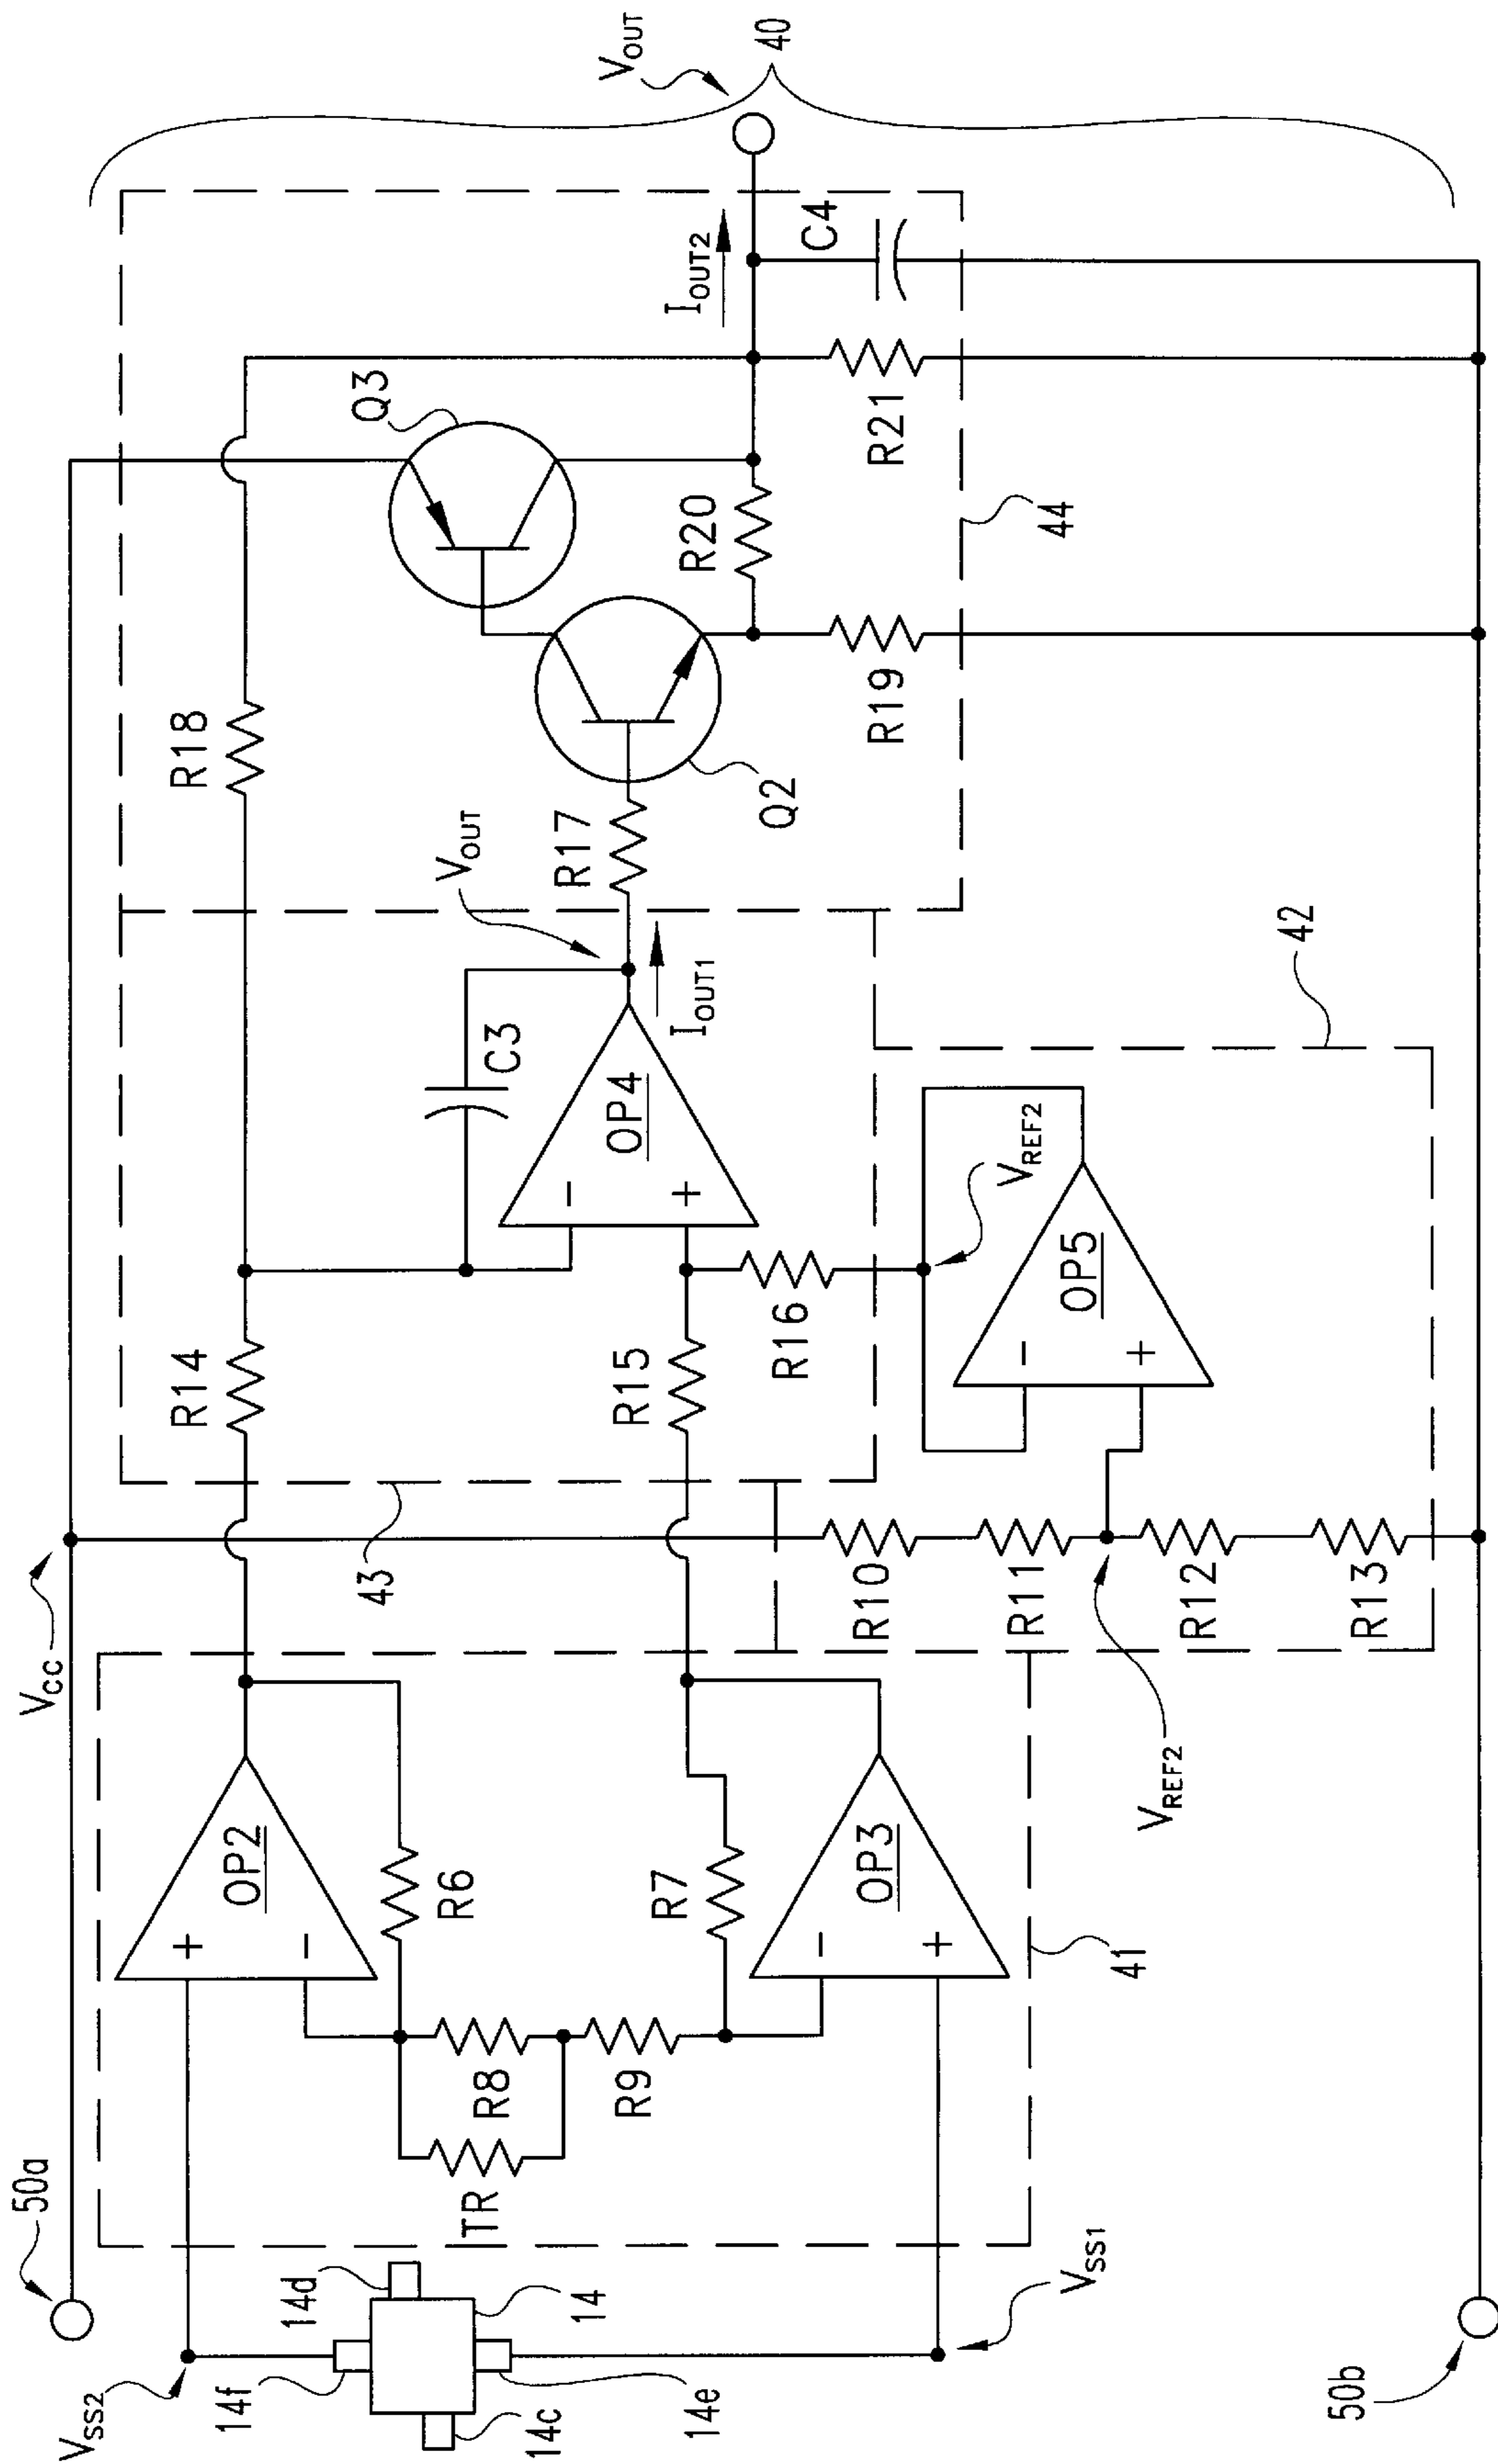 50a
VCC
VOUT
40
VSS2
14f
14d
14
14c
14e
VSS1
50b
OP2
+
-
R6
R8
TR
R9
R7
OP3
-
+
41
R14
R18
43
C3
VOUT
OP4
-
+
IOUT1
R15
R16
R17
Q2
Q3
R20
R19
R21
IOUT2
C4
44
R10
R11
VREF2
R12
R13
VREF2
OP5
-
+
42